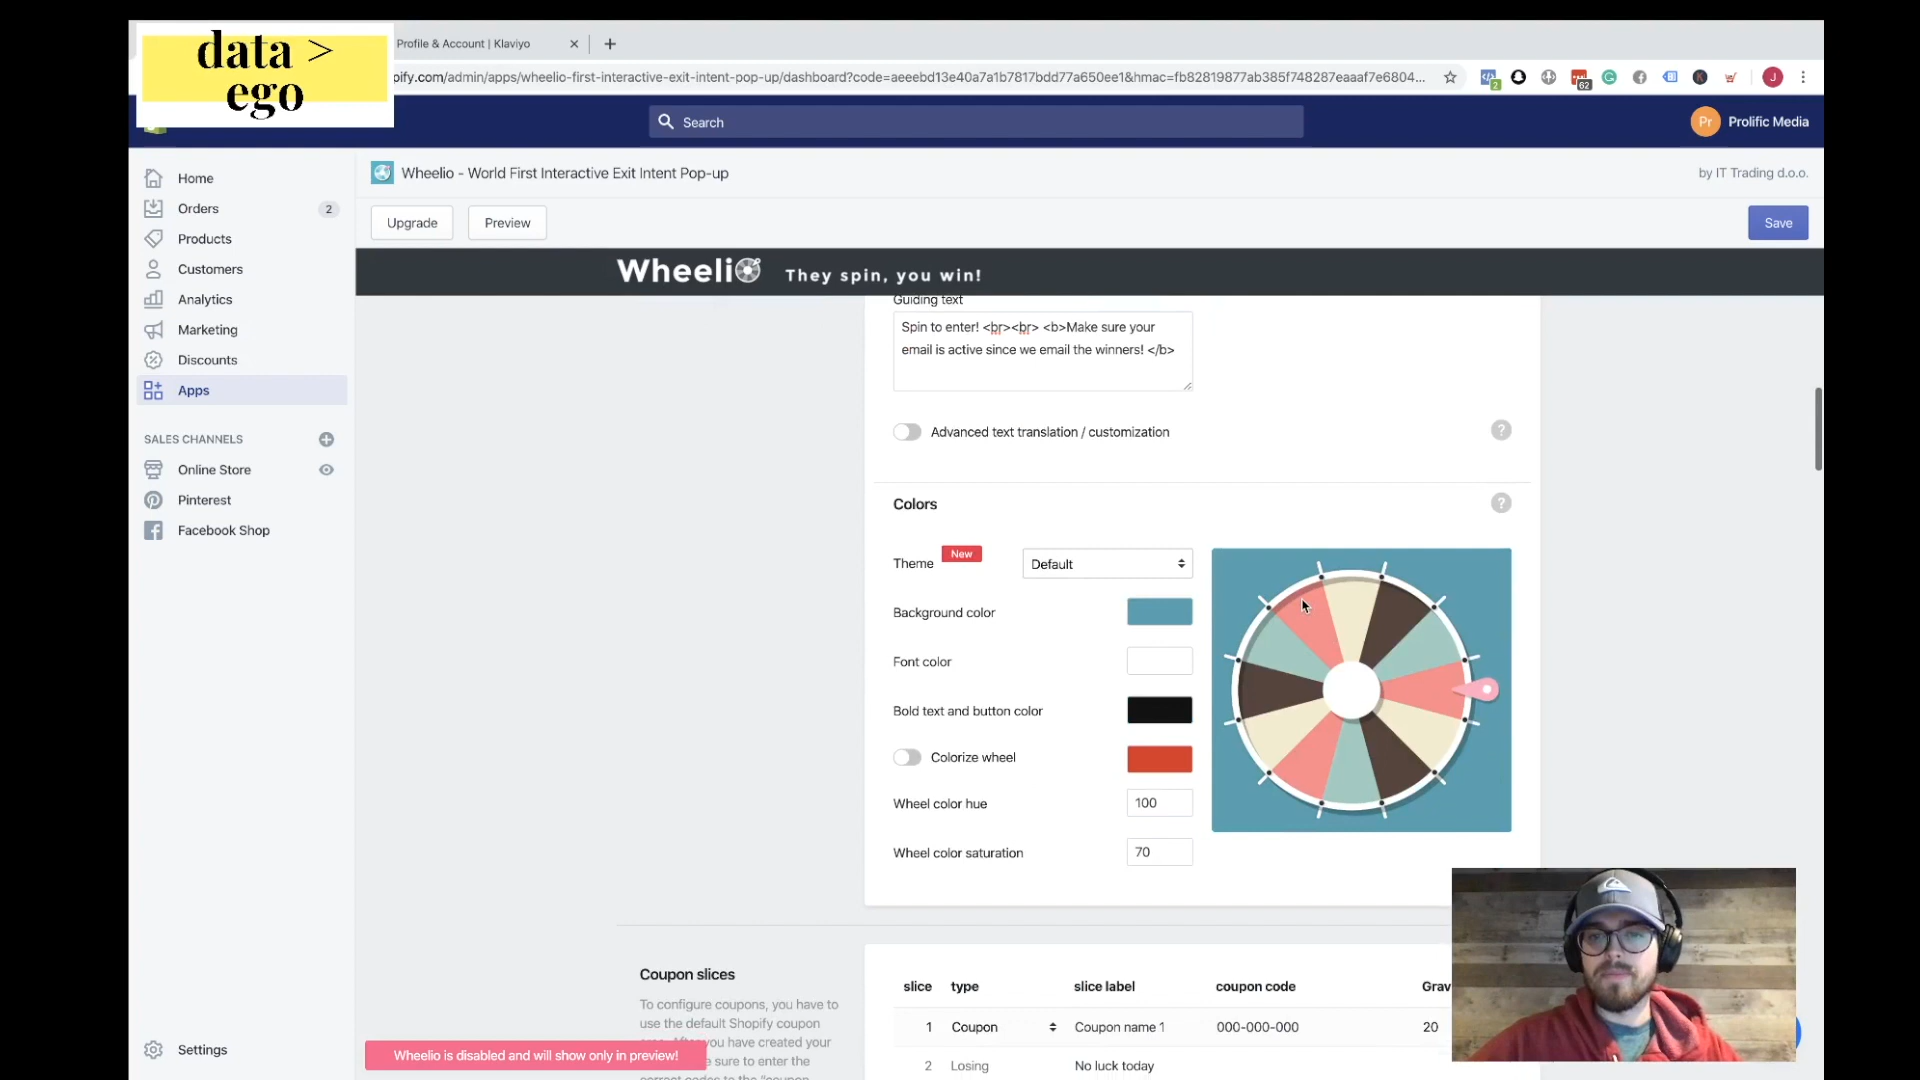 data >
ego
Profile & Account | Klaviyo
pify.com/admin/apps/wheelio-first-interactive-exit-intent-pop-up/dashboard?code=aeeebd13e40a7a1b7817bdd77a650ee1&hmac=fb82819877ab385f748287eaaaf7e6804...
2
62
J
Search
Pr
Prolific Media
Home
Orders
2
Products
Customers
Analytics
Marketing
Discounts
Apps
SALES CHANNELS
Online Store
Pinterest
Facebook Shop
Settings
Wheelio - World First Interactive Exit Intent Pop-up
by IT Trading d.o.o.
Upgrade
Preview
Save
Wheelio They spin, you win!
Guiding text
Spin to enter! <br><br> <b>Make sure your
email is active since we email the winners! </b>
Advanced text translation / customization
?
Colors
?
Theme
New
Default
Background color
Font color
Bold text and button color
Colorize wheel
Wheel color hue
100
Wheel color saturation
70
Coupon slices
To configure coupons, you have to
use the default Shopify coupon
you have created your
sure to enter the
slice type slice label coupon code Grav
1 Coupon Coupon name 1 000-000-000 20
2 Losing No luck today
Wheelio is disabled and will show only in preview!